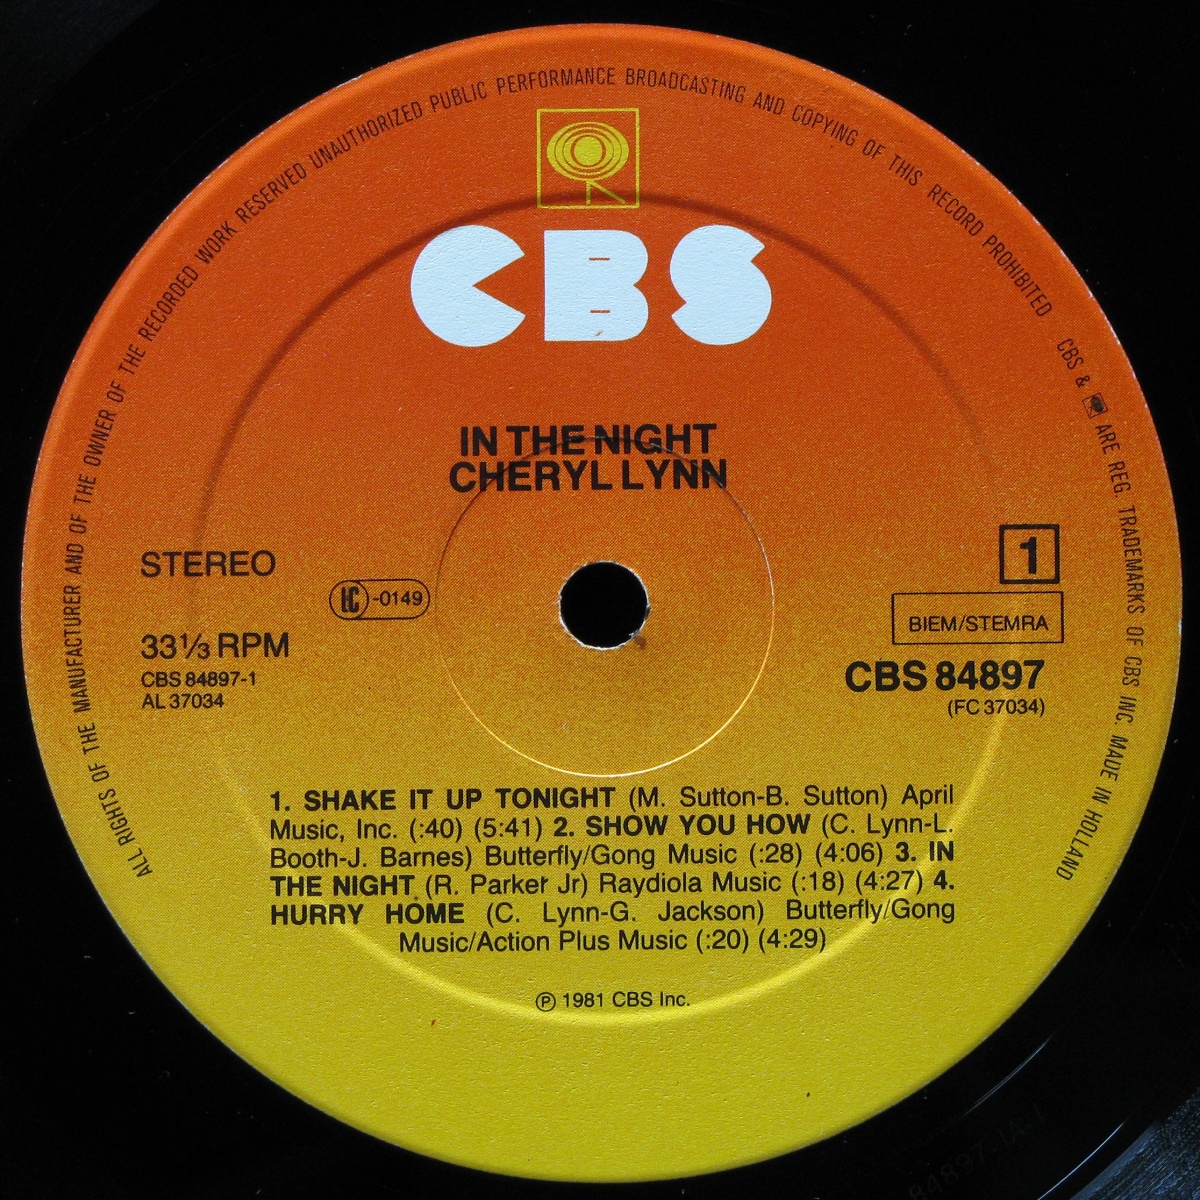 ALL RIGHTS OF THE MANUFACTURER AND OF THE OWNER OF THE RECORDED WORK RESERVED UNAUTHORIZED PUBLIC PERFORMANCE BROADCASTING AND COPYING OF THIS RECORD PROHIBITED CBS & ARE REG. TRADEMARKS OF CBS INC. MADE IN HOLLAND
CBS
IN THE NIGHT
CHERYL LYNN
STEREO
LC -0149
33⅓ RPM
CBS 84897-1
AL 37034
1
BIEM/STEMRA
CBS 84897
(FC 37034)
1. SHAKE IT UP TONIGHT (M. Sutton-B. Sutton) April
Music, Inc. (:40) (5:41) 2. SHOW YOU HOW (C. Lynn-L.
Booth-J. Barnes) Butterfly/Gong Music (:28) (4:06) 3. IN
THE NIGHT (R. Parker Jr) Raydiola Music (:18) (4:27) 4.
HURRY HOME (C. Lynn-G. Jackson) Butterfly/Gong
Music/Action Plus Music (:20) (4:29)
℗ 1981 CBS Inc.